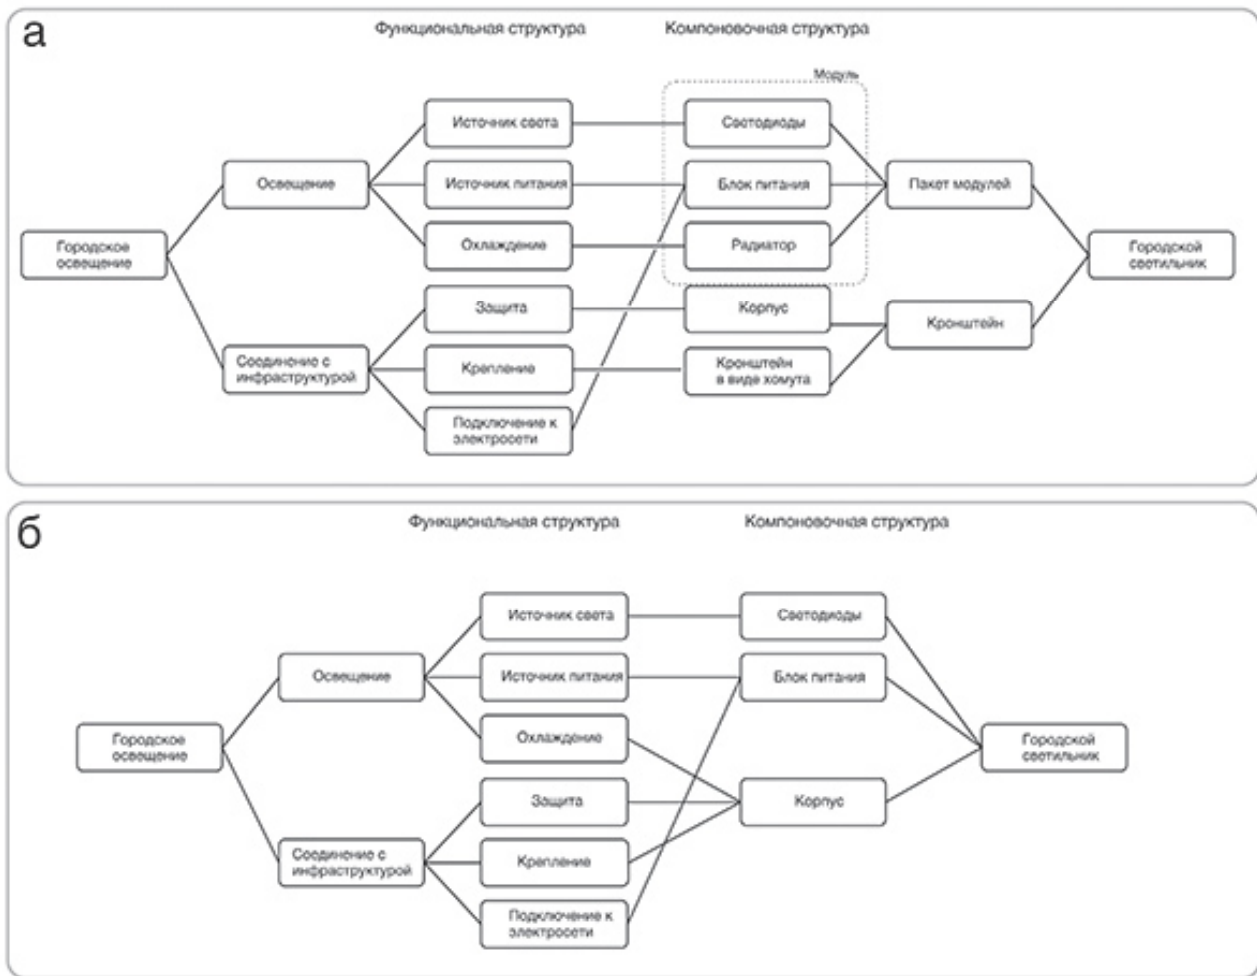 а
Функциональная структура
Компоновочная структура
Модуль
Источник света
Светодиоды
Освещение
Источник питания
Блок питания
Пакет модулей
Городское
освещение
Охлаждение
Радиатор
Городской
светильник
Защита
Корпус
Кронштейн
Соединение с
инфраструктурой
Крепление
Кронштейн
в виде хомута
Подключение к
электросети
б
Функциональная структура
Компоновочная структура
Источник света
Светодиоды
Освещение
Источник питания
Блок питания
Городское
освещение
Охлаждение
Городской
светильник
Защита
Корпус
Соединение с
инфраструктурой
Крепление
Подключение к
электросети